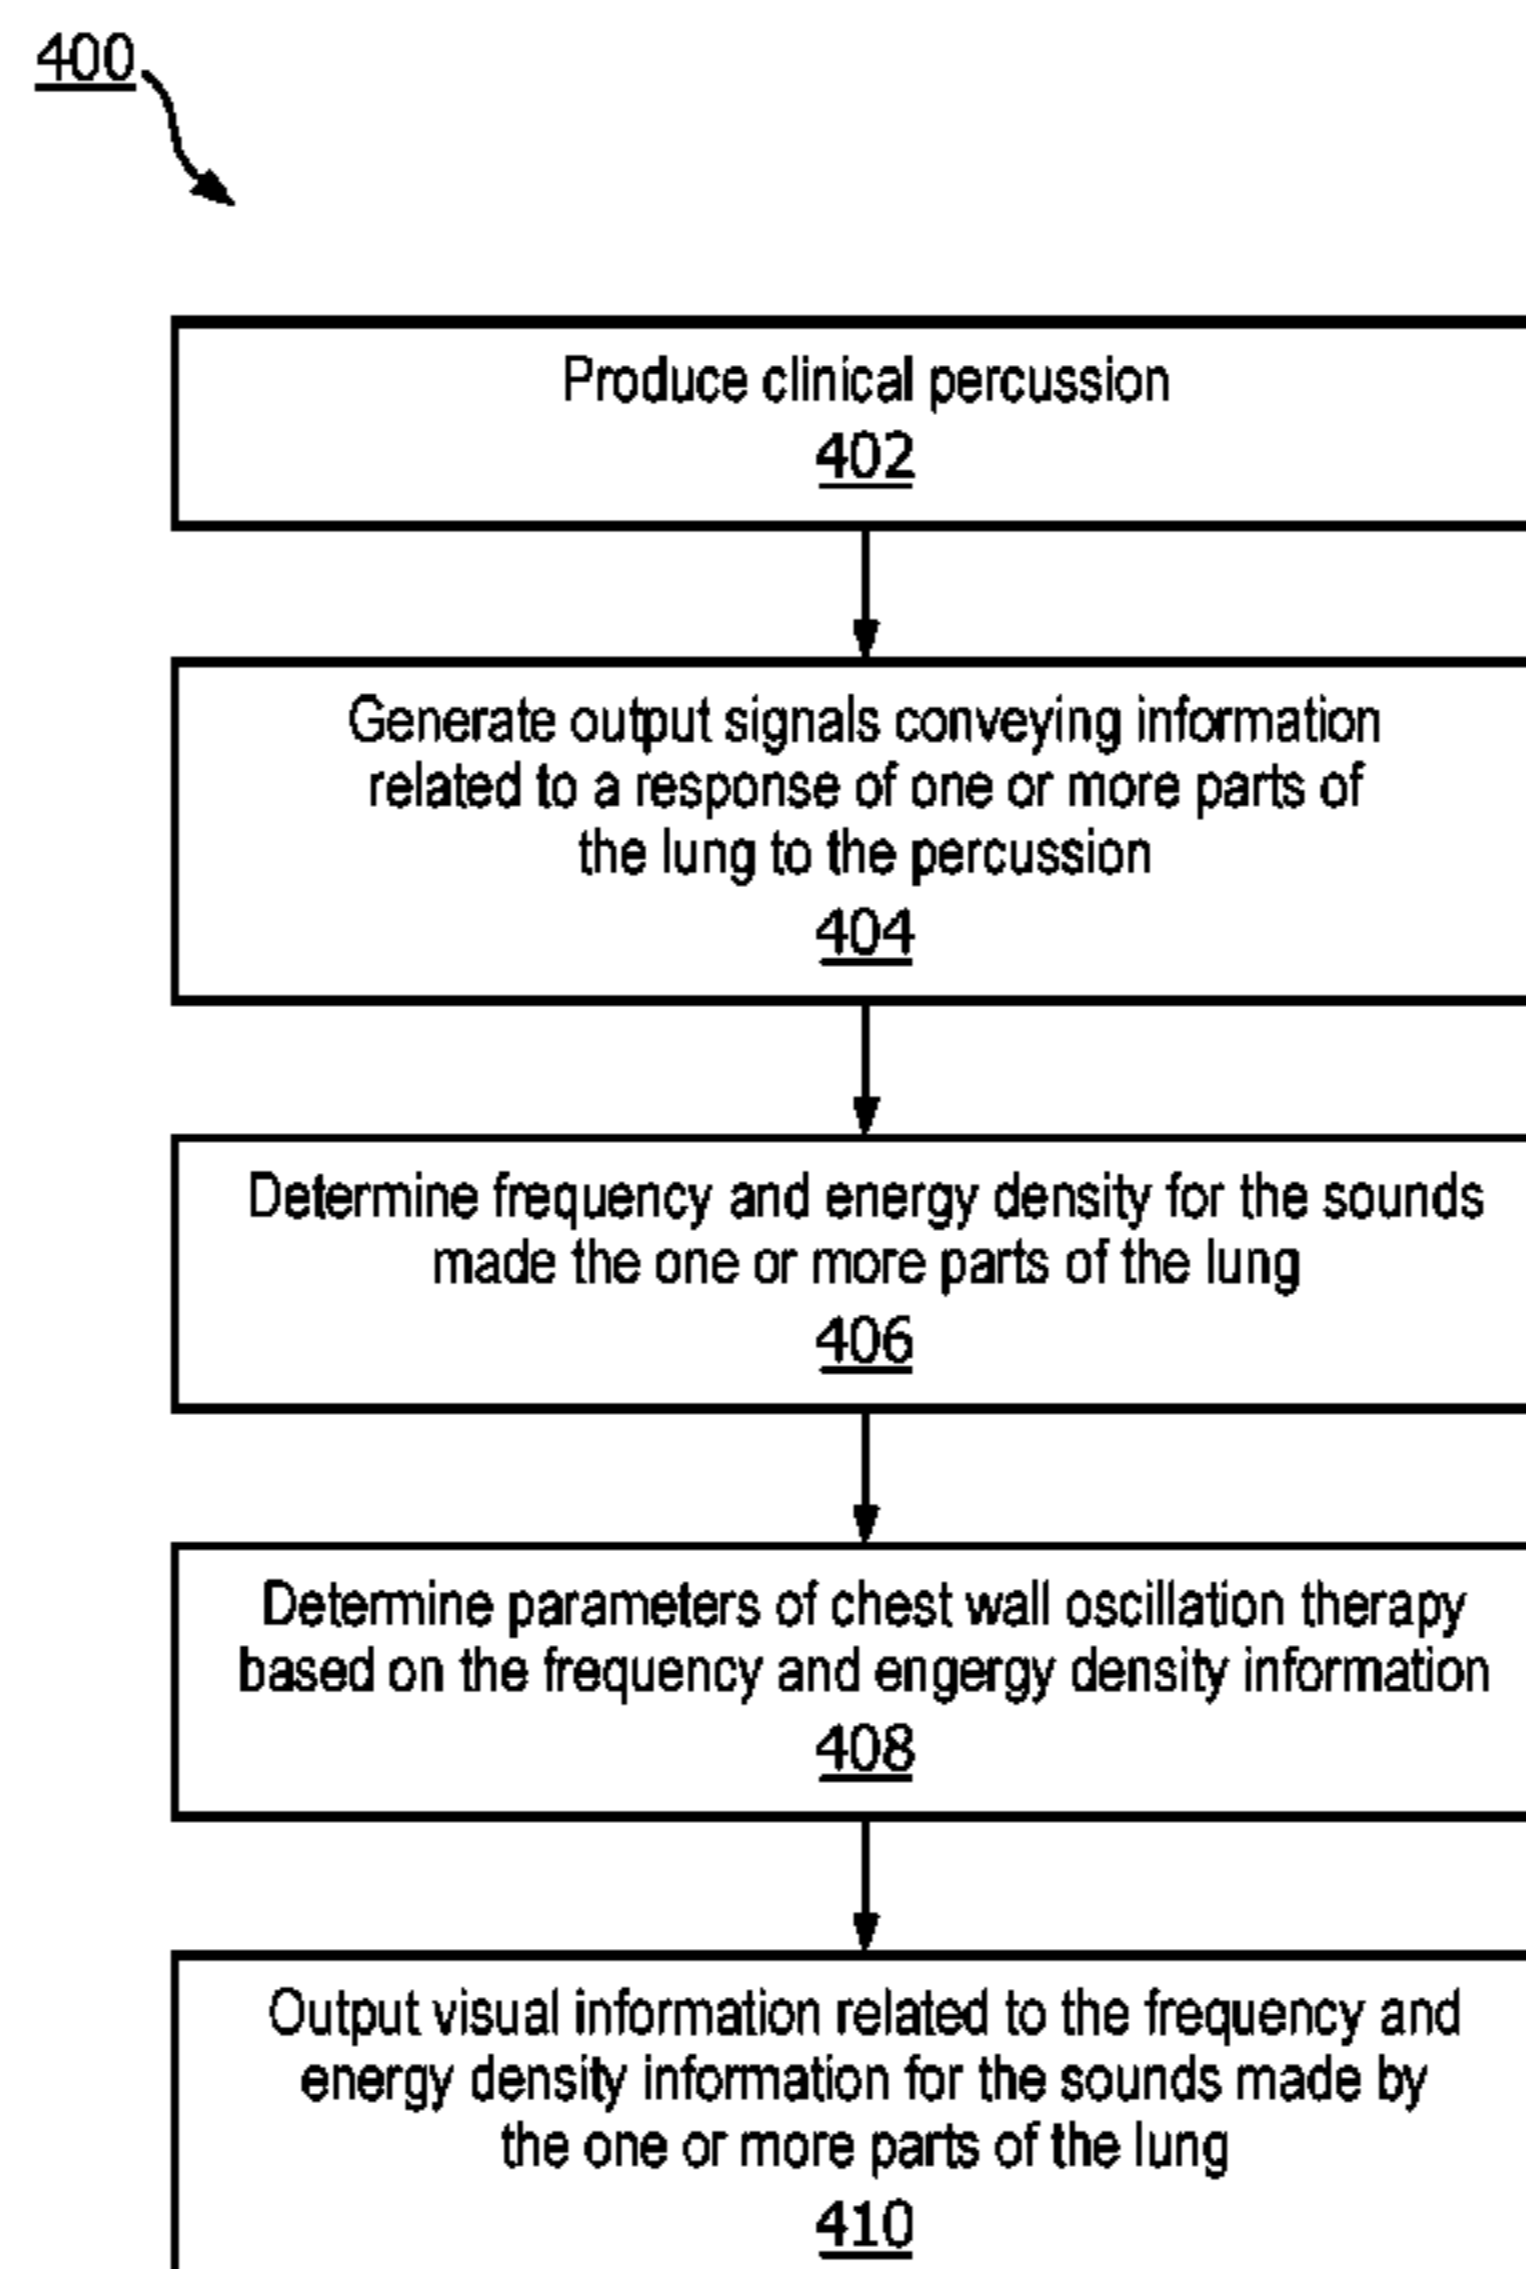 400
Produce clinical percussion
402
Generate output signals conveying information
related to a response of one or more parts of
the lung to the percussion
404
Determine frequency and energy density for the sounds
made the one or more parts of the lung
406
Determine parameters of chest wall oscillation therapy
based on the frequency and engergy density information
408
Output visual information related to the frequency and
energy density information for the sounds made by
the one or more parts of the lung
410